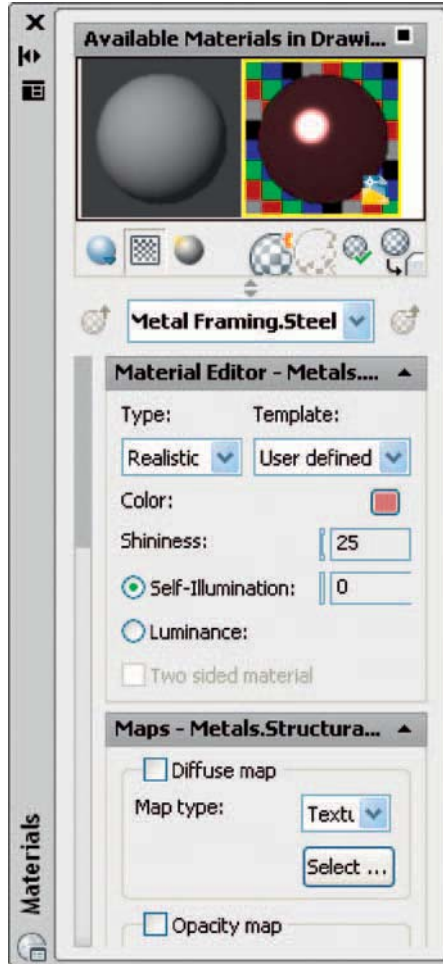 Available Materials in Drawi...
Metal Framing.Steel
Material Editor - Metals....
Type: Template:
Realistic User defined
Color:
Shininess: 25
Self-Illumination: 0
Luminance:
Two sided material
Maps - Metals.Structura...
Diffuse map
Map type: Textu
Select ...
Opacity map
Materials